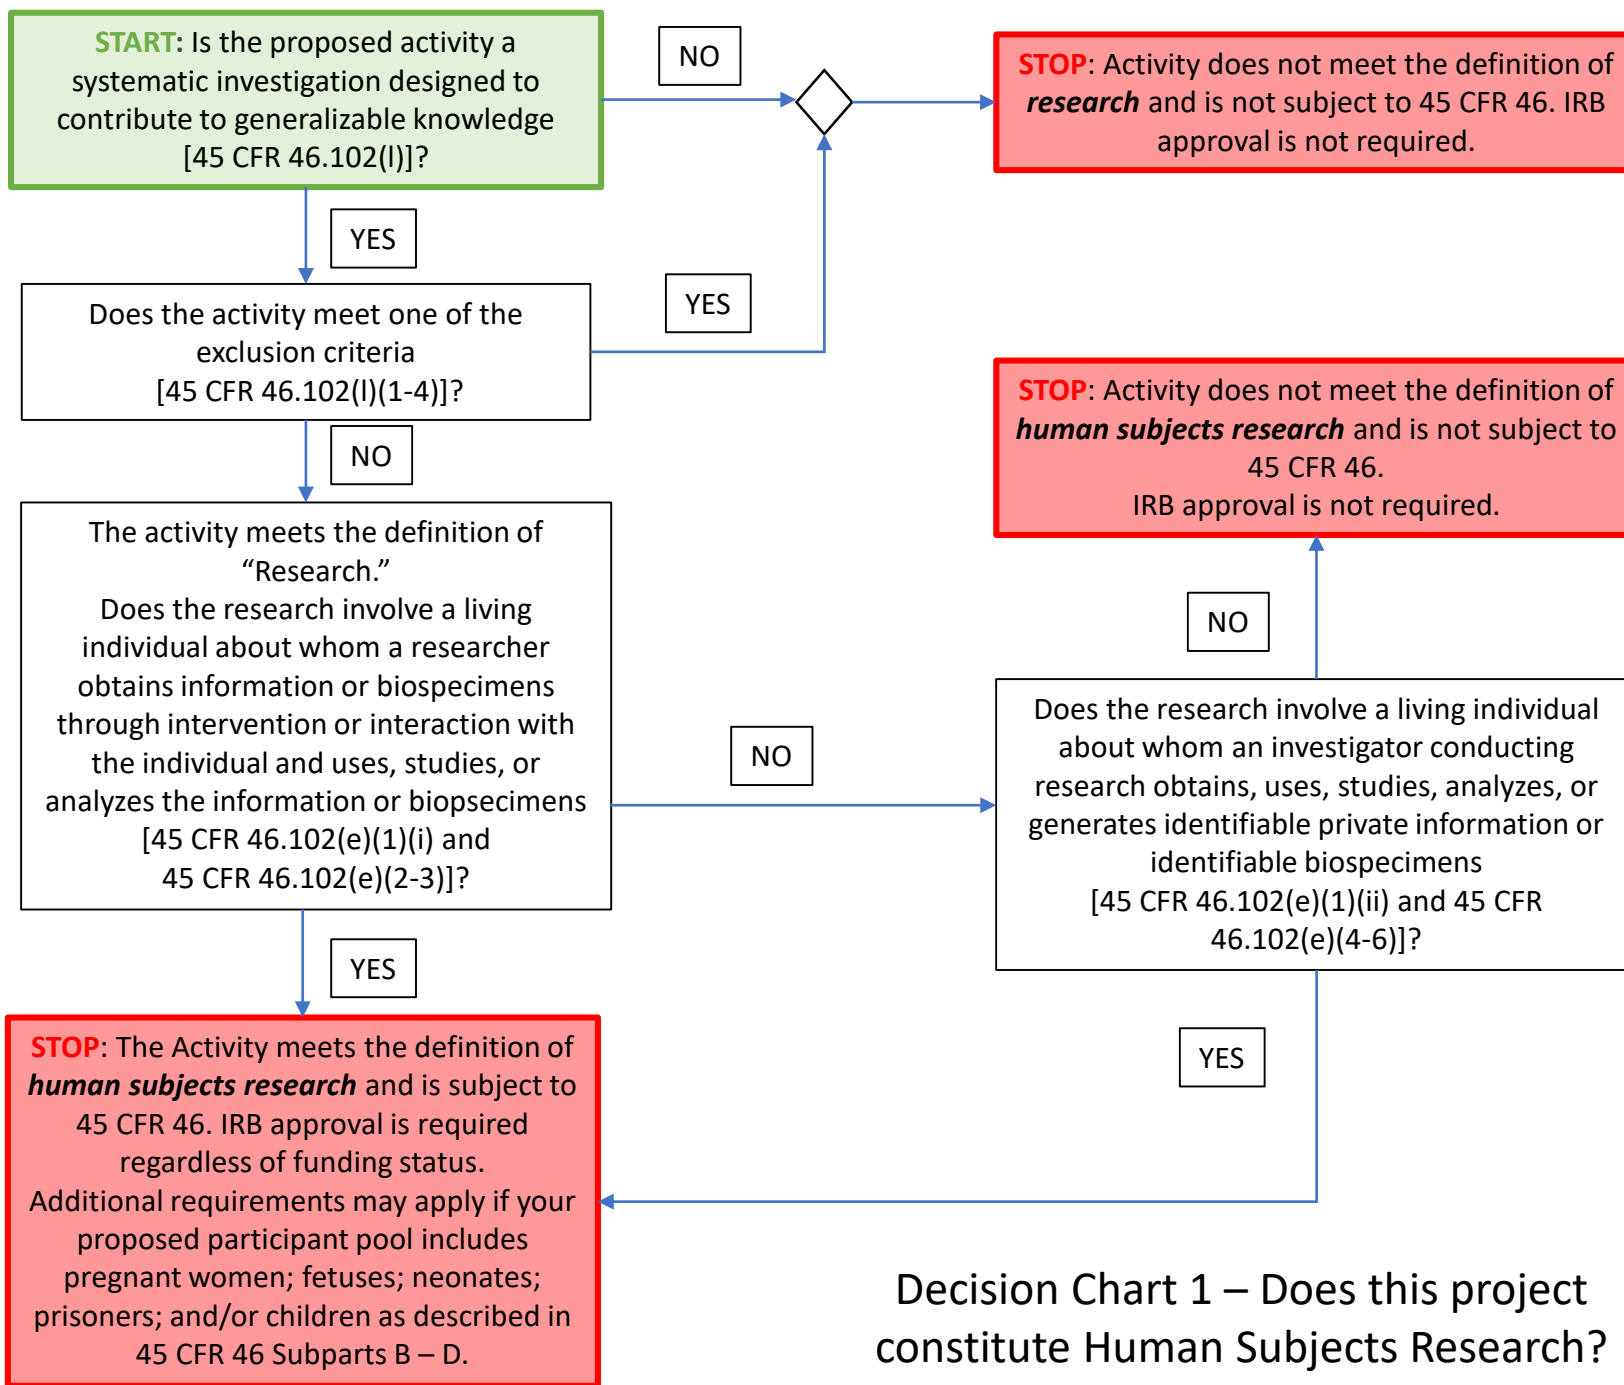 START: Is the proposed activity a
systematic investigation designed to
contribute to generalizable knowledge
[45 CFR 46.102(l)]?
NO
STOP: Activity does not meet the definition of
research and is not subject to 45 CFR 46. IRB
approval is not required.
YES
Does the activity meet one of the
exclusion criteria
[45 CFR 46.102(l)(1-4)]?
YES
NO
STOP: Activity does not meet the definition of
human subjects research and is not subject to
45 CFR 46.
IRB approval is not required.
The activity meets the definition of
“Research.”
Does the research involve a living
individual about whom a researcher
obtains information or biospecimens
through intervention or interaction with
the individual and uses, studies, or
analyzes the information or biopsecimens
[45 CFR 46.102(e)(1)(i) and
45 CFR 46.102(e)(2-3)]?
NO
NO
Does the research involve a living individual
about whom an investigator conducting
research obtains, uses, studies, analyzes, or
generates identifiable private information or
identifiable biospecimens
[45 CFR 46.102(e)(1)(ii) and 45 CFR
46.102(e)(4-6)]?
YES
YES
STOP: The Activity meets the definition of
human subjects research and is subject to
45 CFR 46. IRB approval is required
regardless of funding status.
Additional requirements may apply if your
proposed participant pool includes
pregnant women; fetuses; neonates;
prisoners; and/or children as described in
45 CFR 46 Subparts B – D.
Decision Chart 1 – Does this project
constitute Human Subjects Research?